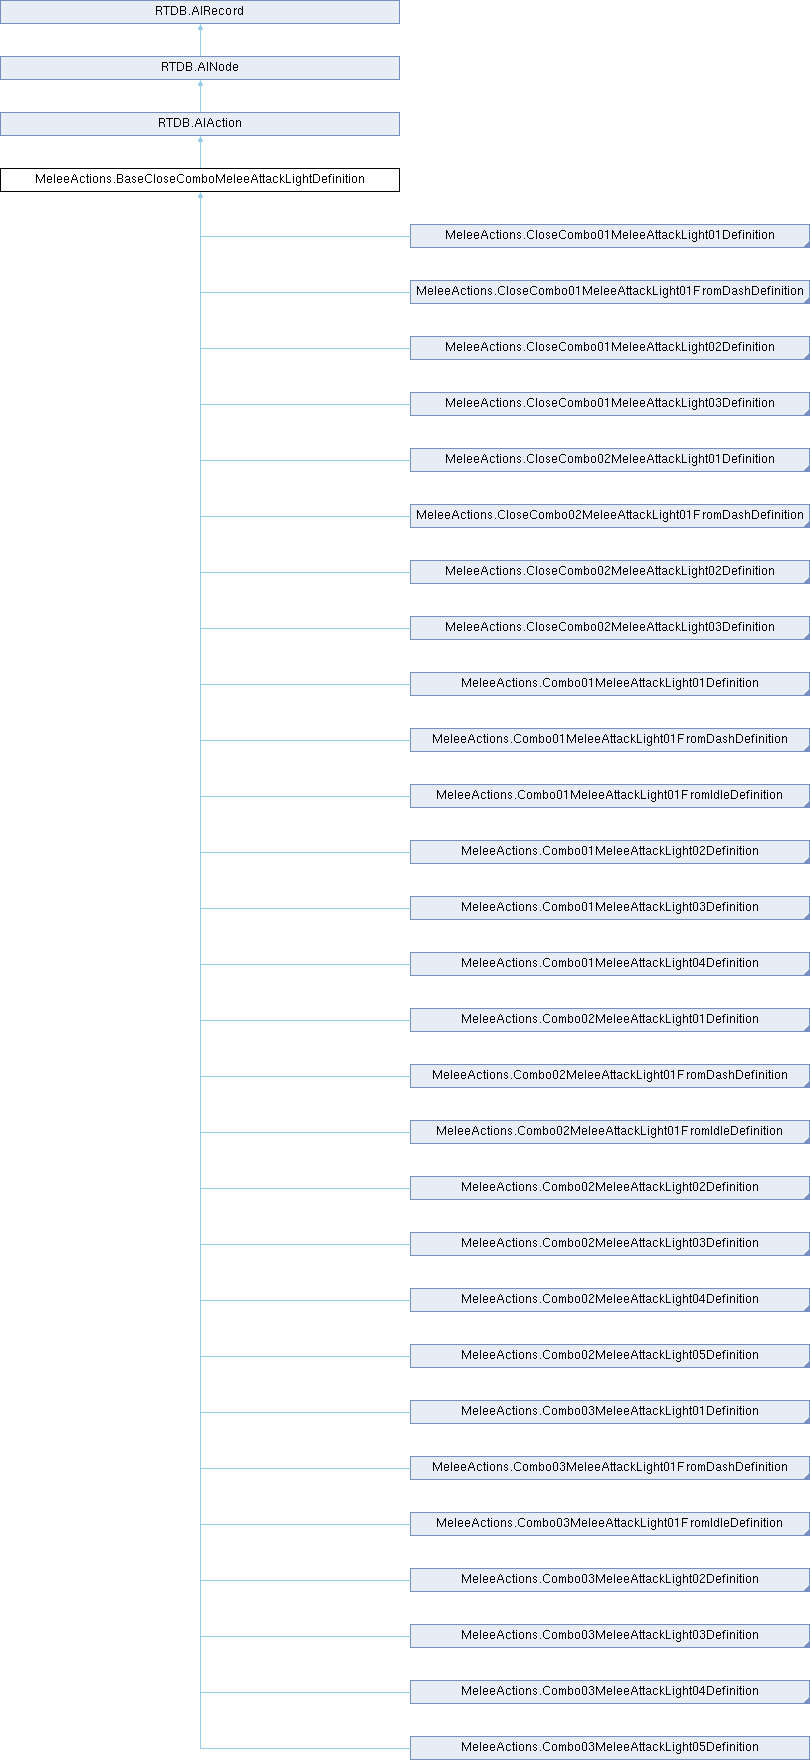 RTDB.AIRecord
RTDB.AINode
RTDB.AIAction
MeleeActions.BaseCloseComboMeleeAttackLightDefinition
MeleeActions.CloseCombo01MeleeAttackLight01Definition
MeleeActions.CloseCombo01MeleeAttackLight01FromDashDefinition
MeleeActions.CloseCombo01MeleeAttackLight02Definition
MeleeActions.CloseCombo01MeleeAttackLight03Definition
MeleeActions.CloseCombo02MeleeAttackLight01Definition
MeleeActions.CloseCombo02MeleeAttackLight01FromDashDefinition
MeleeActions.CloseCombo02MeleeAttackLight02Definition
MeleeActions.CloseCombo02MeleeAttackLight03Definition
MeleeActions.Combo01MeleeAttackLight01Definition
MeleeActions.Combo01MeleeAttackLight01FromDashDefinition
MeleeActions.Combo01MeleeAttackLight01FromIdleDefinition
MeleeActions.Combo01MeleeAttackLight02Definition
MeleeActions.Combo01MeleeAttackLight03Definition
MeleeActions.Combo01MeleeAttackLight04Definition
MeleeActions.Combo02MeleeAttackLight01Definition
MeleeActions.Combo02MeleeAttackLight01FromDashDefinition
MeleeActions.Combo02MeleeAttackLight01FromIdleDefinition
MeleeActions.Combo02MeleeAttackLight02Definition
MeleeActions.Combo02MeleeAttackLight03Definition
MeleeActions.Combo02MeleeAttackLight04Definition
MeleeActions.Combo02MeleeAttackLight05Definition
MeleeActions.Combo03MeleeAttackLight01Definition
MeleeActions.Combo03MeleeAttackLight01FromDashDefinition
MeleeActions.Combo03MeleeAttackLight01FromIdleDefinition
MeleeActions.Combo03MeleeAttackLight02Definition
MeleeActions.Combo03MeleeAttackLight03Definition
MeleeActions.Combo03MeleeAttackLight04Definition
MeleeActions.Combo03MeleeAttackLight05Definition